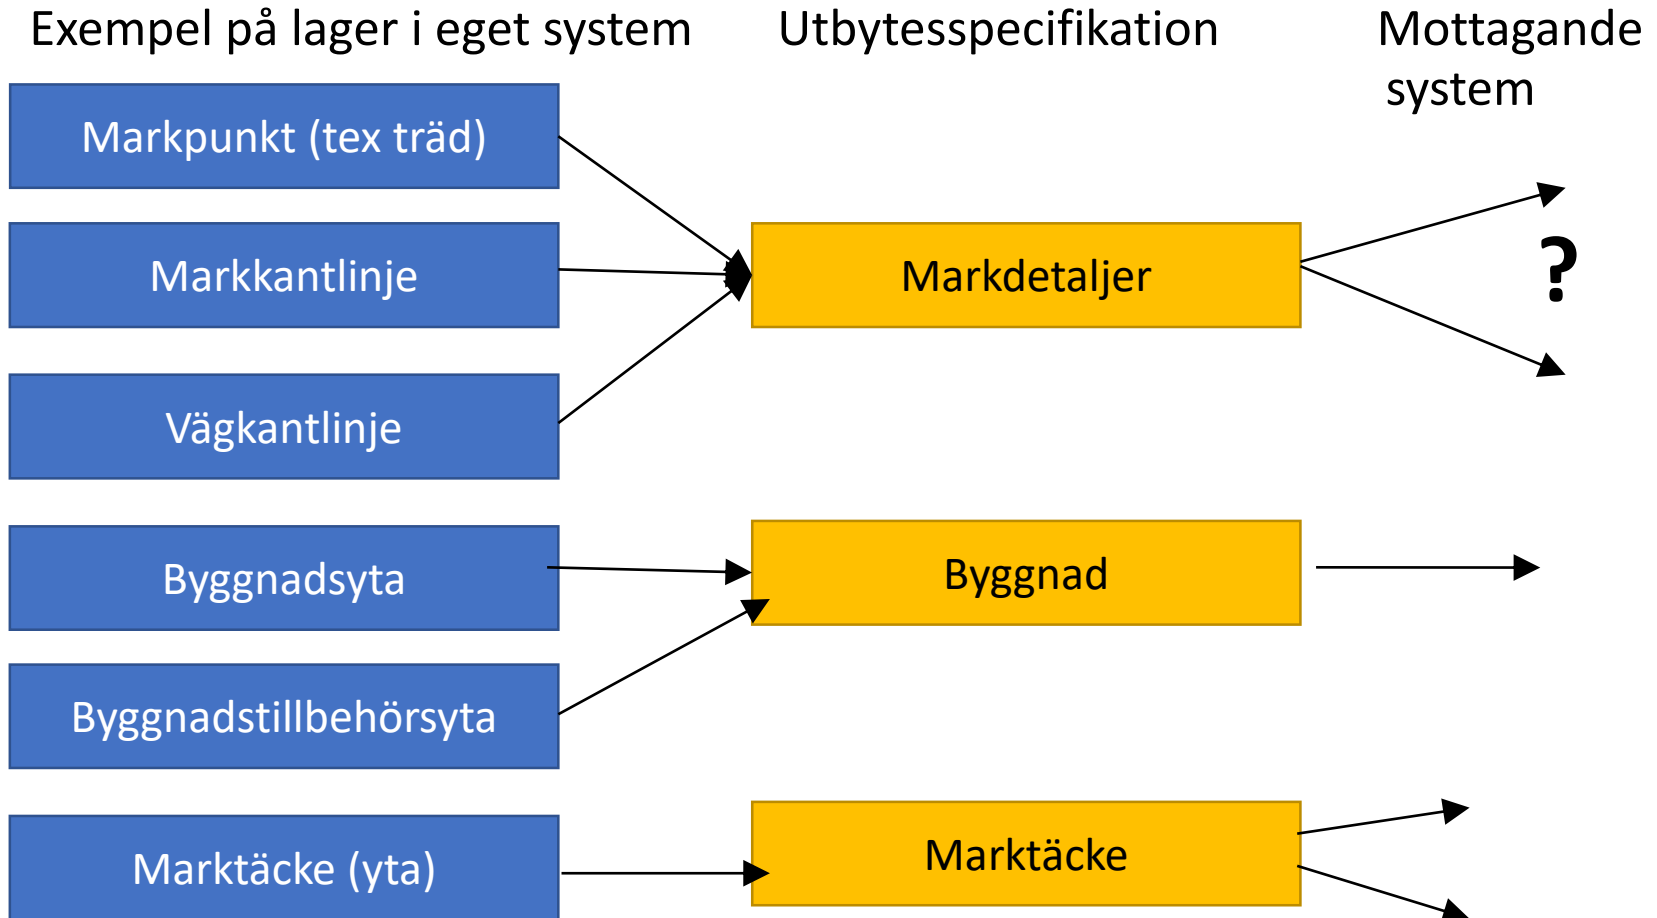 Exempel på lager i eget system
Utbytesspecifikation
Mottagande
system
Markpunkt (tex träd)
Markkantlinje
Markdetaljer
?
Vägkantlinje
Byggnadsyta
Byggnad
Byggnadstillbehörsyta
Marktäcke (yta)
Marktäcke